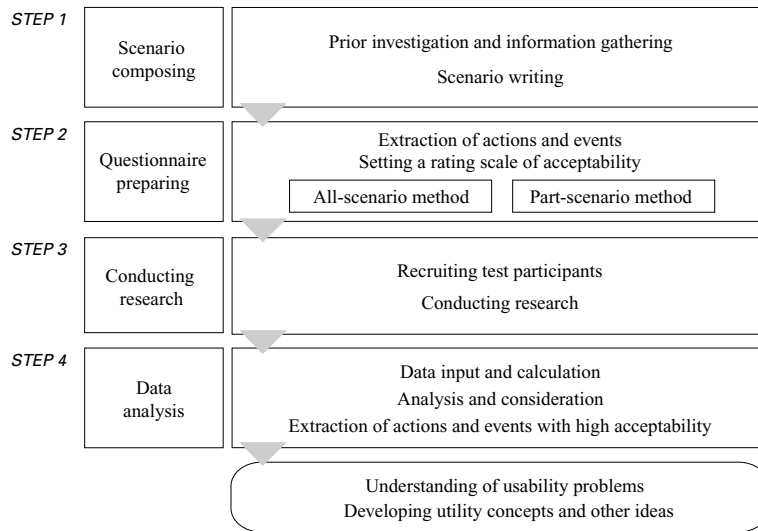 STEP 1
Scenario
composing
Prior investigation and information gathering
Scenario writing
STEP 2
Questionnaire
preparing
Extraction of actions and events
Setting a rating scale of acceptability
All-scenario method
Part-scenario method
STEP 3
Conducting
research
Recruiting test participants
Conducting research
STEP 4
Data
analysis
Data input and calculation
Analysis and consideration
Extraction of actions and events with high acceptability
Understanding of usability problems
Developing utility concepts and other ideas